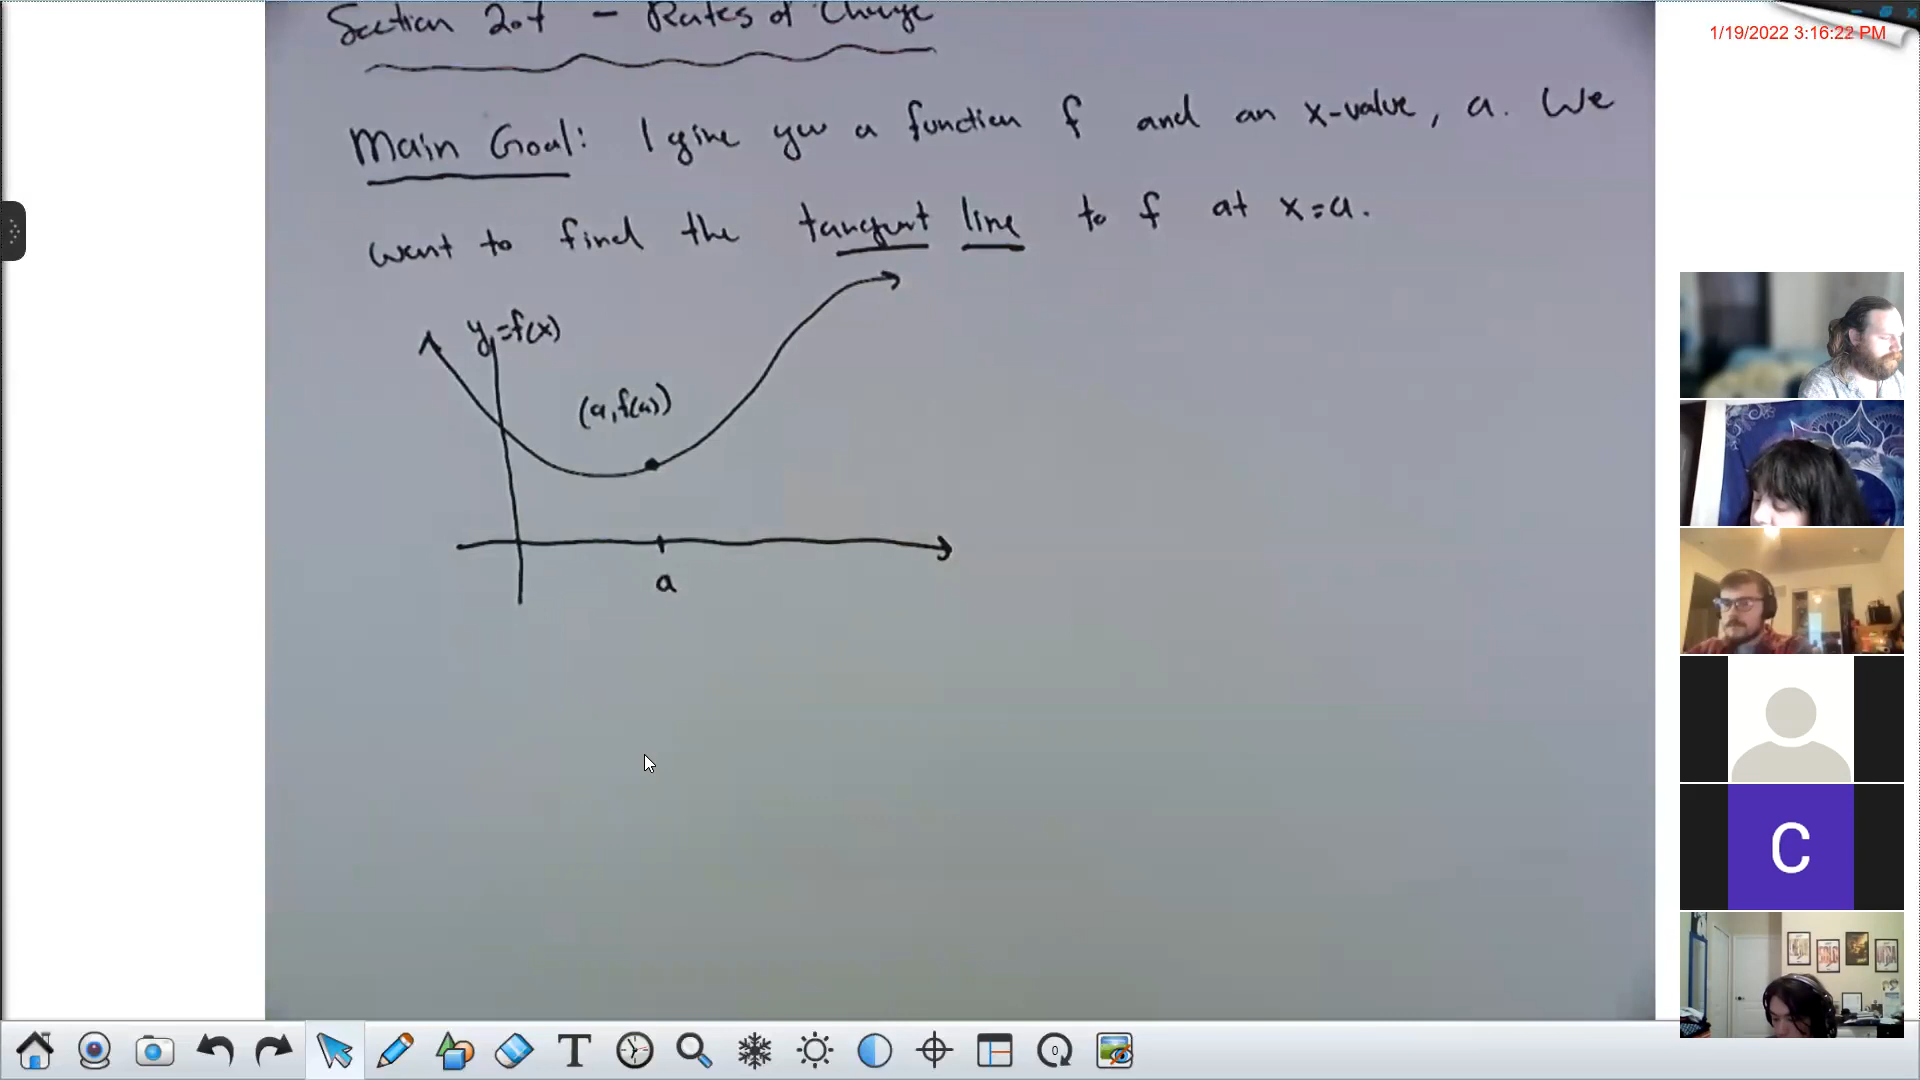 Section 2.7 - Rates of Change
3:16:22 PM
1/19/2022
Main Goal: I give you a function f and an x-value, a. We
want to find the tangent line to f at x=a.
y=f(x)
(a, f(a))
a
C
T
0